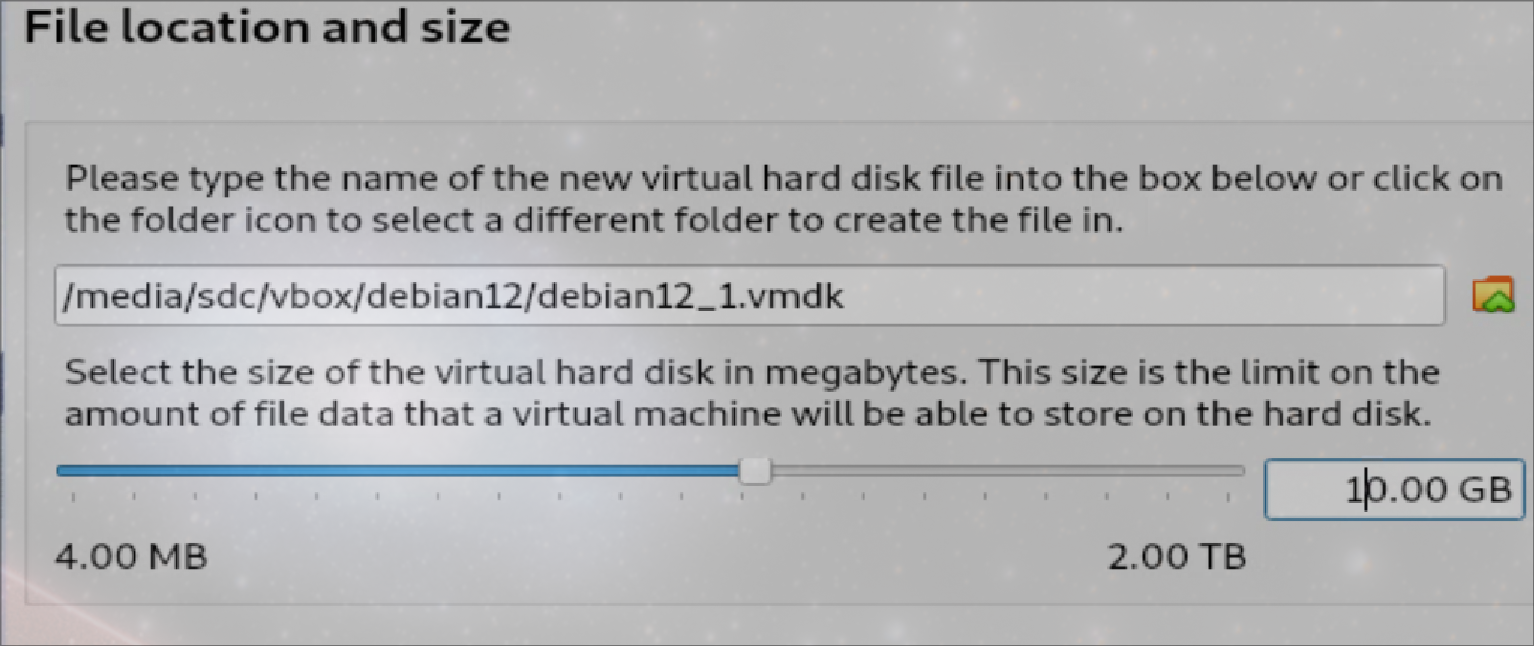 File location and size
Please type the name of the new virtual hard disk file into the box below or click on
the folder icon to select a different folder to create the file in.
/media/sdc/vbox/debian12/debian12_1.vmdk
Select the size of the virtual hard disk in megabytes. This size is the limit on the
amount of file data that a virtual machine will be able to store on the hard disk.
10.00 GB
4.00 MB 2.00 TB